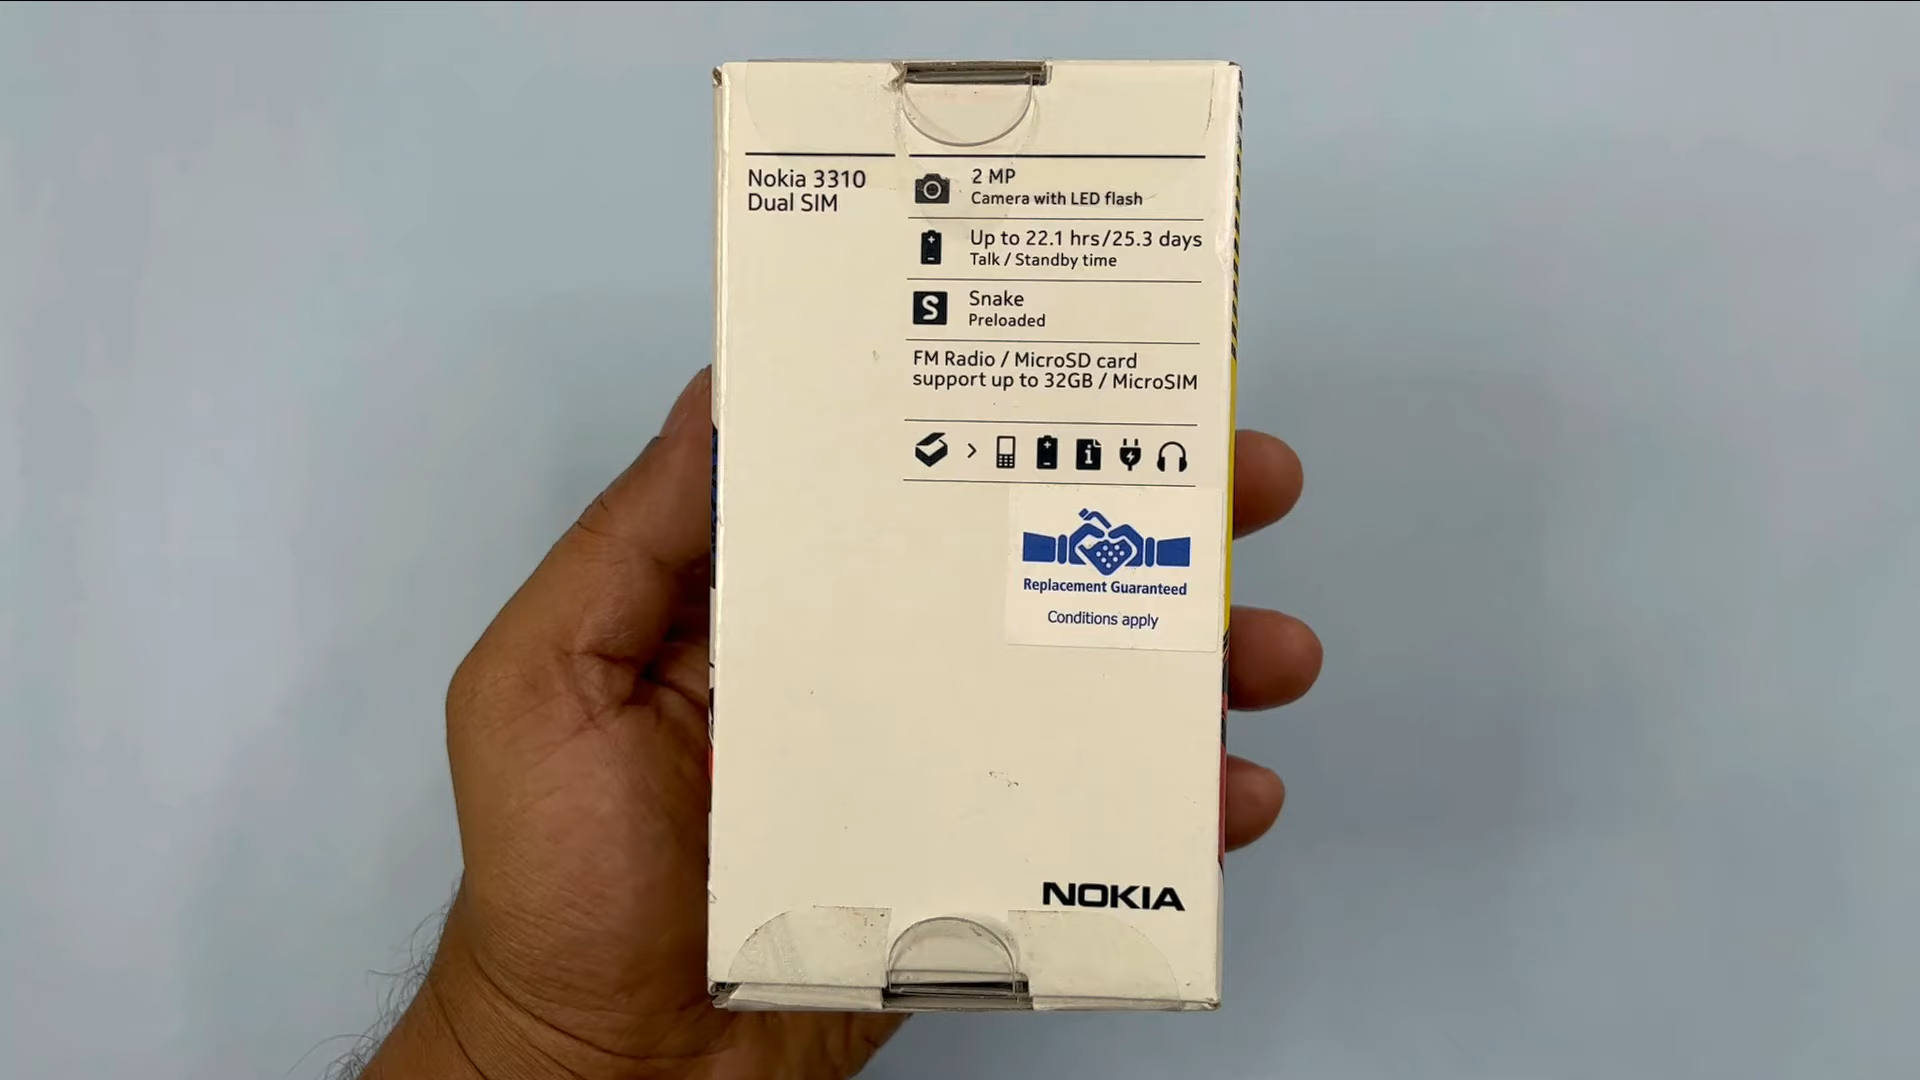 Nokia 3310
Dual SIM
2 MP
Camera with LED flash
Up to 22.1 hrs/25.3 days
Talk / Standby time
S
Snake
Preloaded
FM Radio / MicroSD card
support up to 32GB / MicroSIM
Replacement Guaranteed
Conditions apply
NOKIA